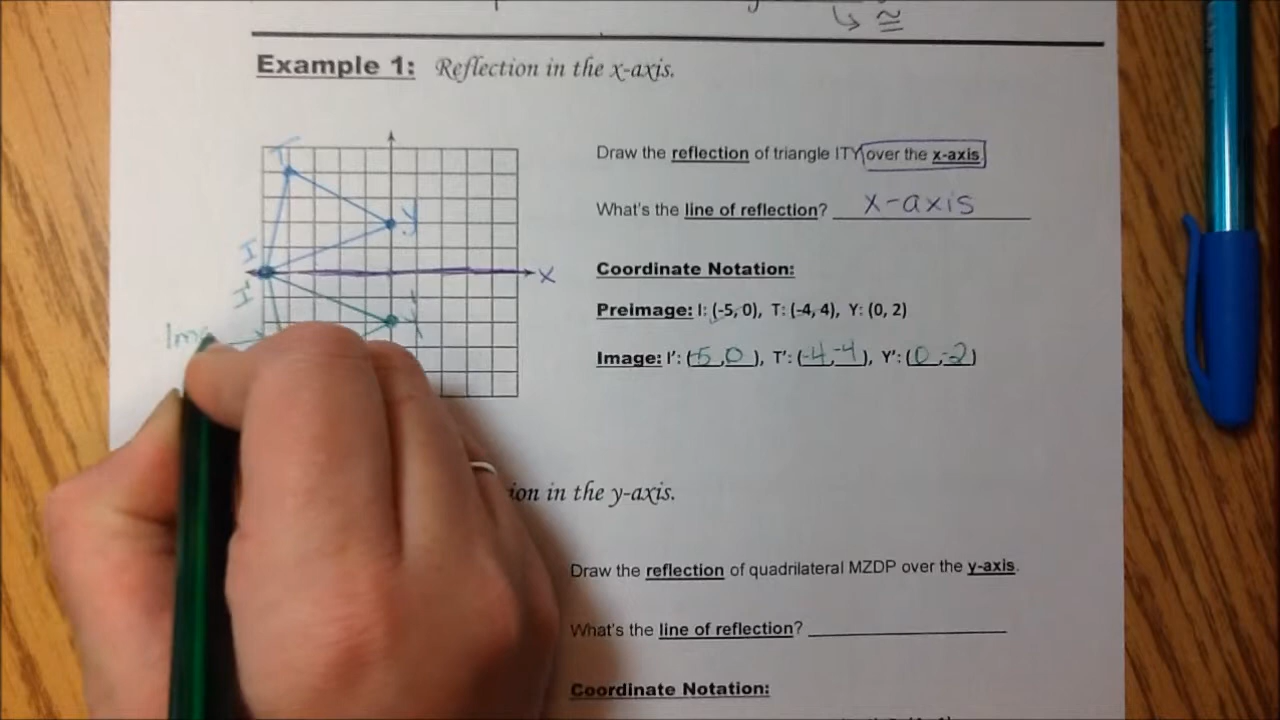 ≅
Example 1: Reflection in the x-axis.
Draw the reflection of triangle ITY over the x-axis
What's the line of reflection? x-axis
Coordinate Notation:
Preimage: I: (-5, 0), T: (-4, 4), Y: (0, 2)
Image: I': (-5,0), T': (-4,-4), Y': (0,-2)
T
Y
I
X
I'
Y'
ion in the y-axis.
Draw the reflection of quadrilateral MZDP over the y-axis.
What's the line of reflection?
Coordinate Notation: